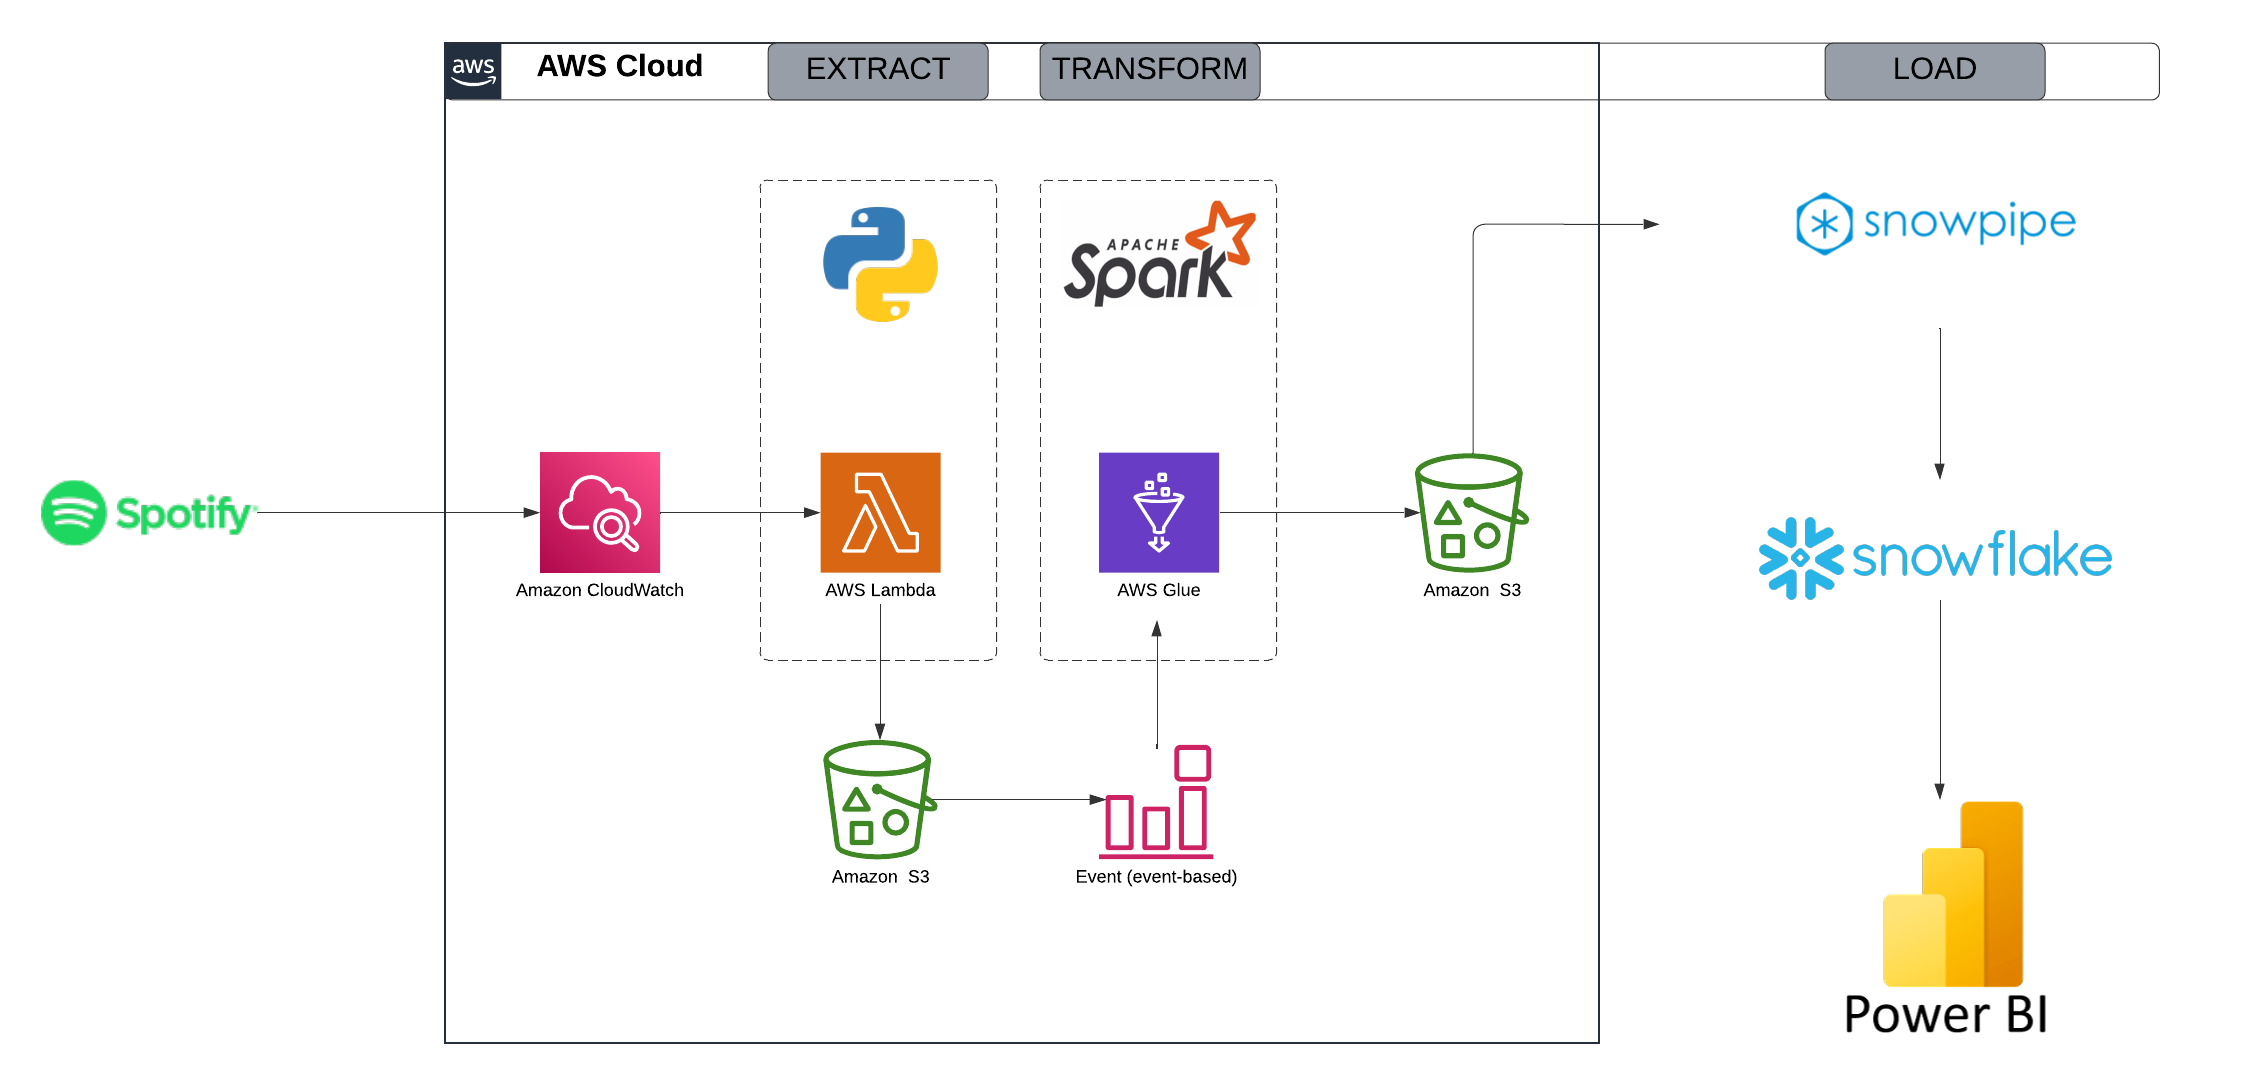 aws
AWS Cloud
EXTRACT
TRANSFORM
LOAD
APACHE
Spark
snowpipe
Spotify
Amazon CloudWatch
AWS Lambda
AWS Glue
Amazon S3
snowflake
Amazon S3
Event (event-based)
Power BI